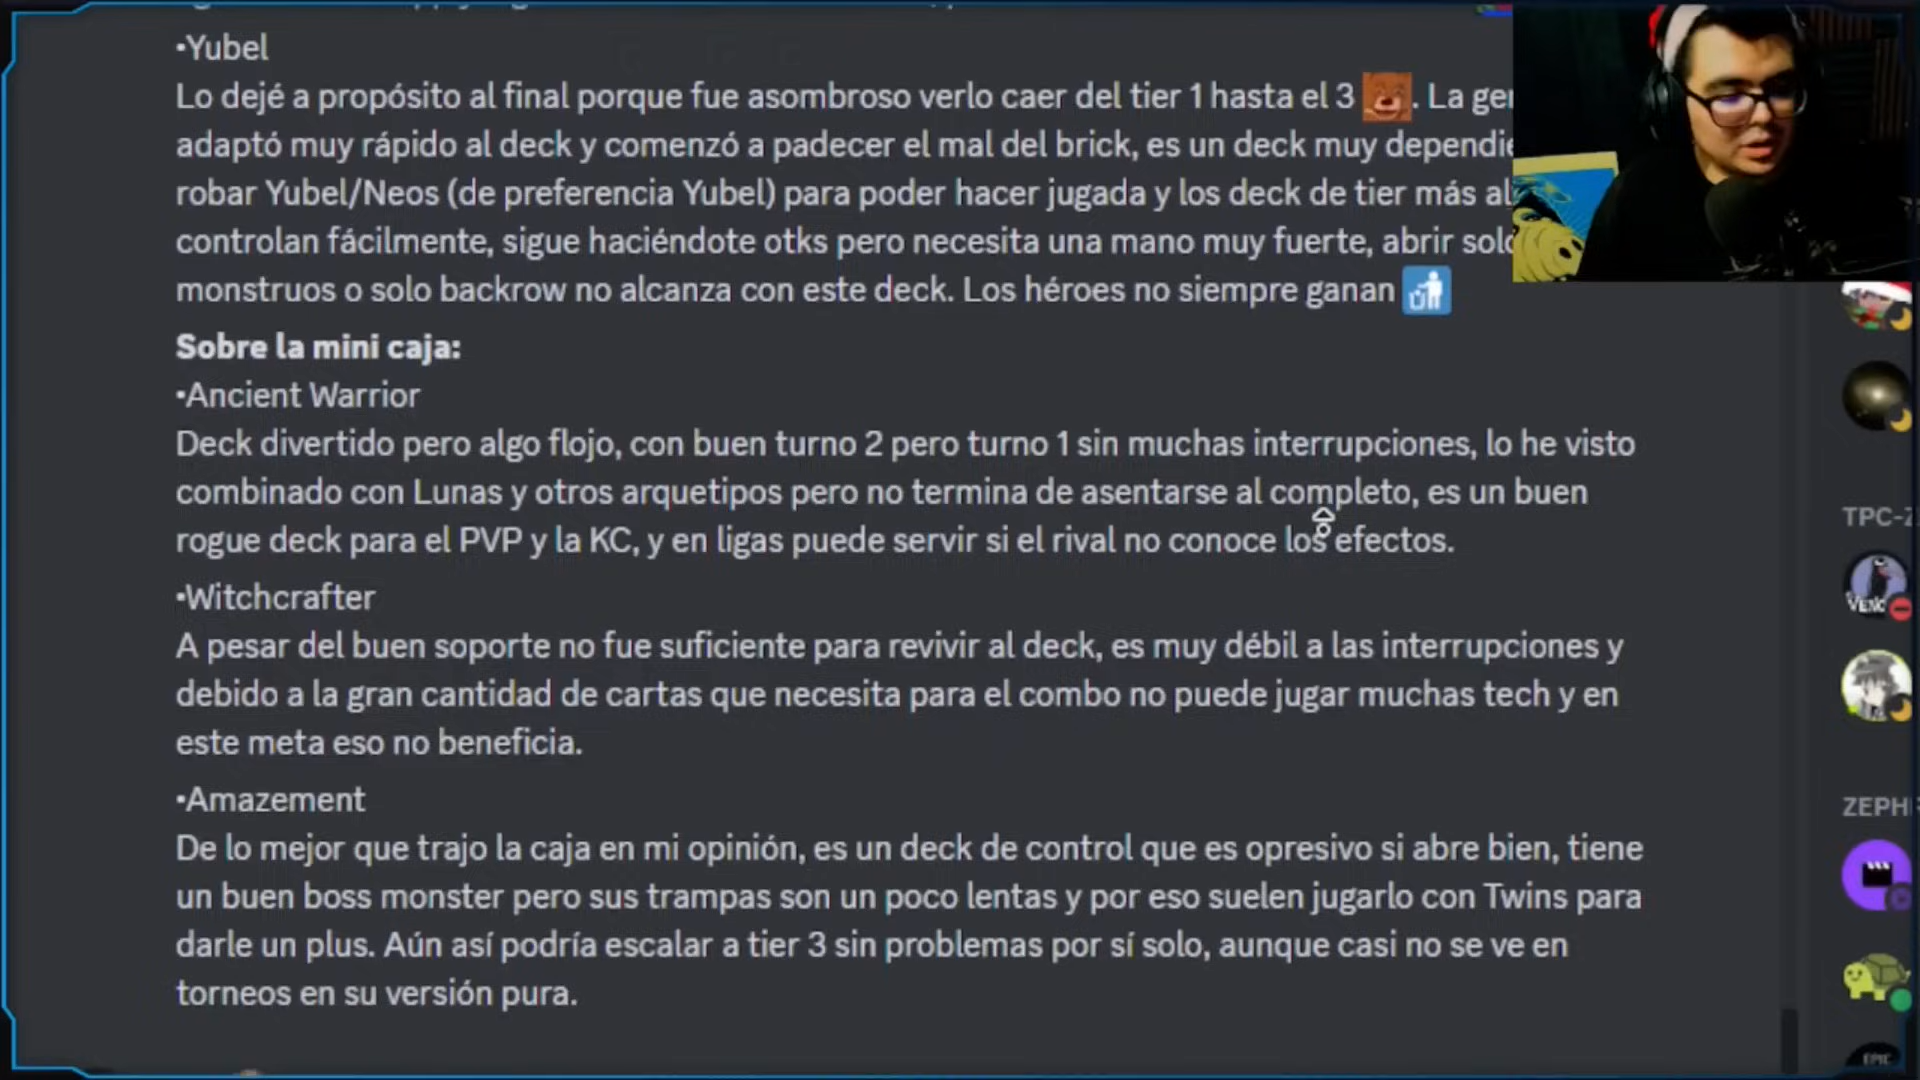 •Yubel
Lo dejé a propósito al final porque fue asombroso verlo caer del tier 1 hasta el 3 . La
adaptó muy rápido al deck y comenzó a padecer el mal del brick, es un deck muy
robar Yubel/Neos (de preferencia Yubel) para poder hacer jugada y los deck de tier más
controlan fácilmente, sigue haciéndote otks pero necesita una mano muy fuerte, abrir
monstruos o solo backrow no alcanza con este deck. Los héroes no siempre ganan
Sobre la mini caja:
•Ancient Warrior
Deck divertido pero algo flojo, con buen turno 2 pero turno 1 sin muchas interrupciones, lo he visto
combinado con Lunas y otros arquetipos pero no termina de asentarse al completo, es un buen
rogue deck para el PVP y la KC, y en ligas puede servir si el rival no conoce los efectos.
•Witchcrafter
A pesar del buen soporte no fue suficiente para revivir al deck, es muy débil a las interrupciones y
debido a la gran cantidad de cartas que necesita para el combo no puede jugar muchas tech y en
este meta eso no beneficia.
•Amazement
De lo mejor que trajo la caja en mi opinión, es un deck de control que es opresivo si abre bien, tiene
un buen boss monster pero sus trampas son un poco lentas y por eso suelen jugarlo con Twins para
darle un plus. Aún así podría escalar a tier 3 sin problemas por sí solo, aunque casi no se ve en
torneos en su versión pura.
TPC-
ZEPH
EPIC